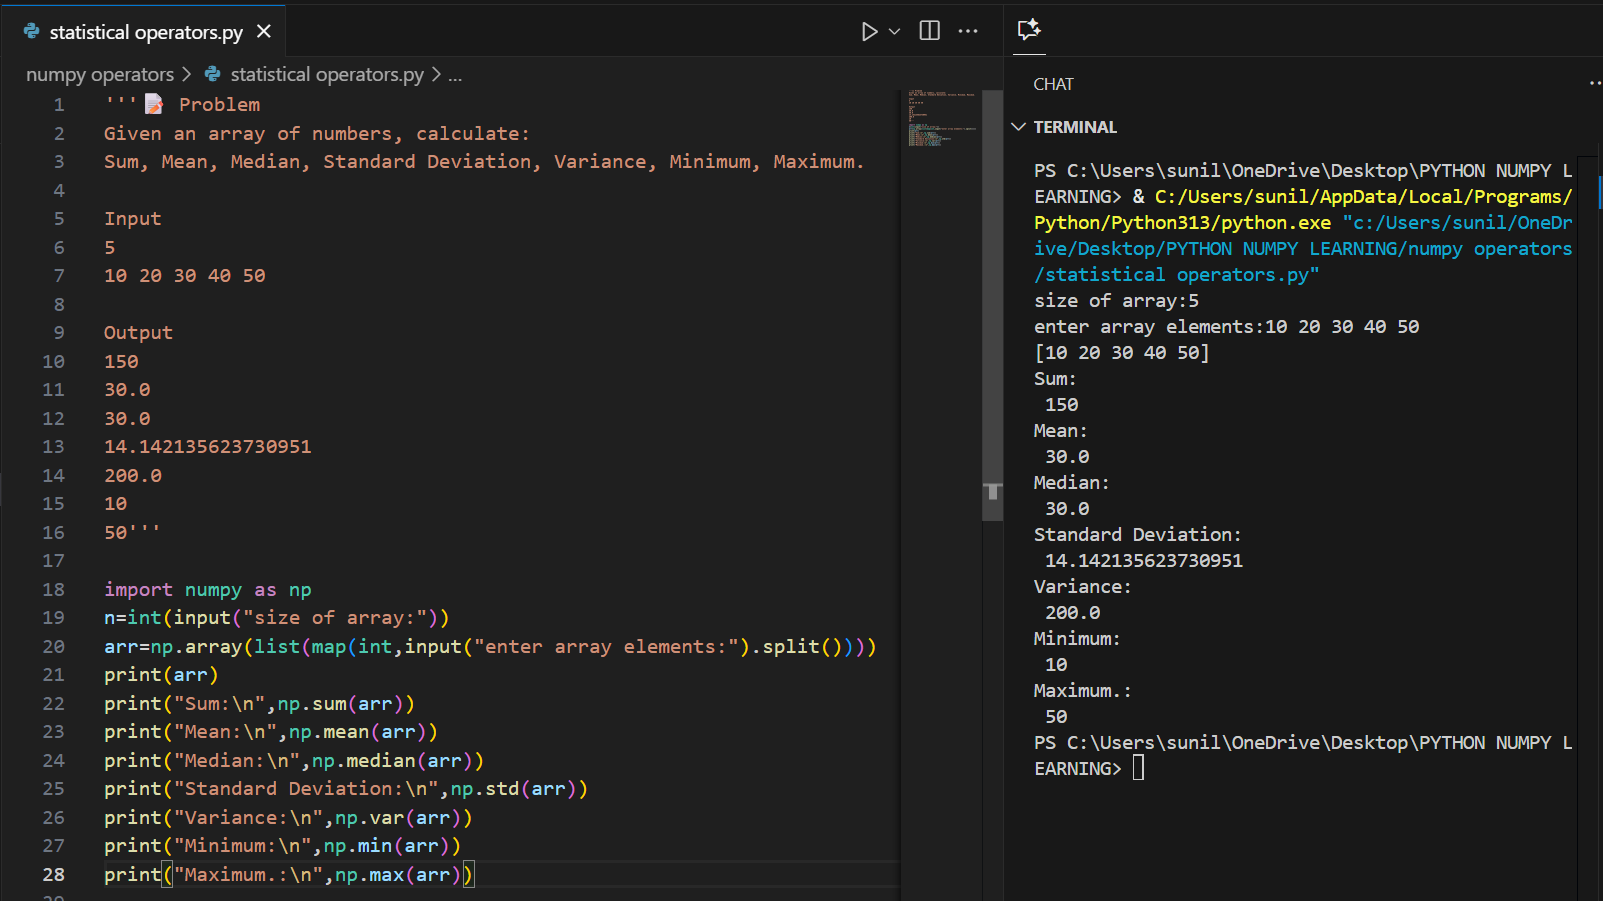 statistical operators.py
numpy operators > statistical operators.py > ...
1 ''' 📝 Problem
2 Given an array of numbers, calculate:
3 Sum, Mean, Median, Standard Deviation, Variance, Minimum, Maximum.
4
5 Input
6 5
7 10 20 30 40 50
8
9 Output
10 150
11 30.0
12 30.0
13 14.142135623730951
14 200.0
15 10
16 50'''
17
18 import numpy as np
19 n=int(input("size of array:"))
20 arr=np.array(list(map(int,input("enter array elements:").split())))
21 print(arr)
22 print("Sum:\n",np.sum(arr))
23 print("Mean:\n",np.mean(arr))
24 print("Median:\n",np.median(arr))
25 print("Standard Deviation:\n",np.std(arr))
26 print("Variance:\n",np.var(arr))
27 print("Minimum:\n",np.min(arr))
28 print("Maximum.:\n",np.max(arr))
CHAT
TERMINAL
PS C:\Users\sunil\OneDrive\Desktop\PYTHON NUMPY L
EARNING> & C:/Users/sunil/AppData/Local/Programs/
Python/Python313/python.exe "c:/Users/sunil/OneDr
ive/Desktop/PYTHON NUMPY LEARNING/numpy operators
/statistical operators.py"
size of array:5
enter array elements:10 20 30 40 50
[10 20 30 40 50]
Sum:
150
Mean:
30.0
Median:
30.0
Standard Deviation:
14.142135623730951
Variance:
200.0
Minimum:
10
Maximum.:
50
PS C:\Users\sunil\OneDrive\Desktop\PYTHON NUMPY L
EARNING>